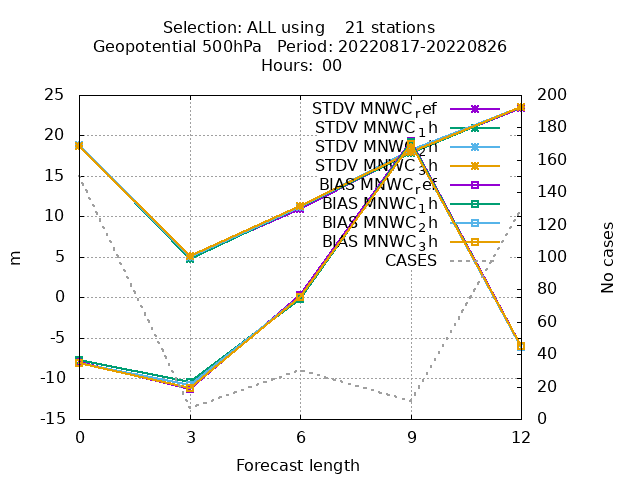 Selection: ALL using    21 stations
Geopotential 500hPa   Period: 20220817-20220826
Hours:  00
25
20
15
10
5
0
-5
-10
-15
m
200
180
160
140
120
100
80
60
40
20
0
No cases
STDV MNWC_ref
STDV MNWC_1h
STDV MNWC_2h
STDV MNWC_3h
BIAS MNWC_ref
BIAS MNWC_1h
BIAS MNWC_2h
BIAS MNWC_3h
CASES
0 3 6 9 12
Forecast length